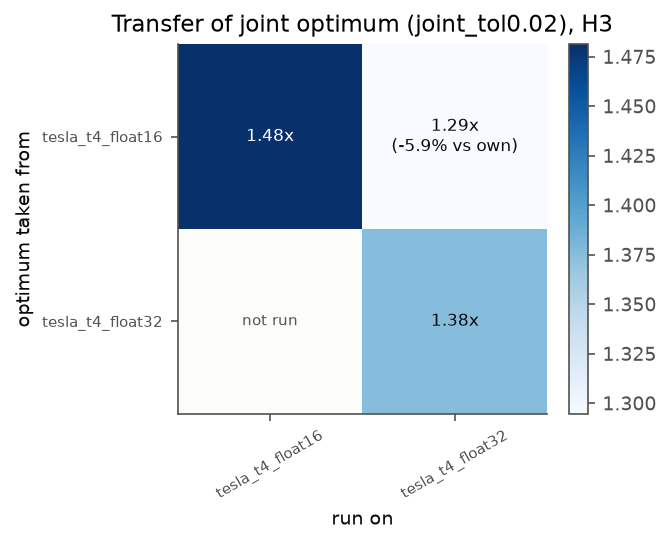 Transfer of joint optimum (joint_tol0.02), H3
optimum taken from
tesla_t4_float16
tesla_t4_float32
1.48x
1.29x
(-5.9% vs own)
not run
1.38x
tesla_t4_float16
tesla_t4_float32
run on
1.475
1.450
1.425
1.400
1.375
1.350
1.325
1.300